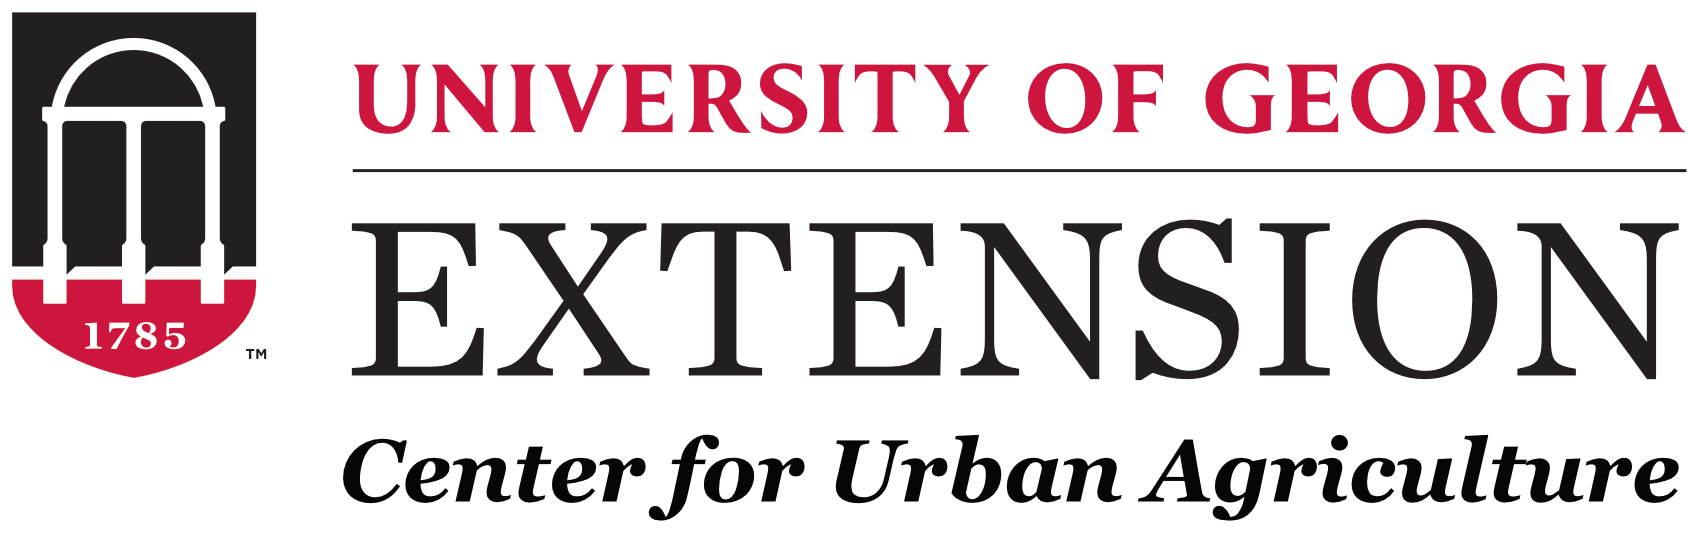 UNIVERSITY OF GEORGIA
EXTENSION
Center for Urban Agriculture
1785
TM